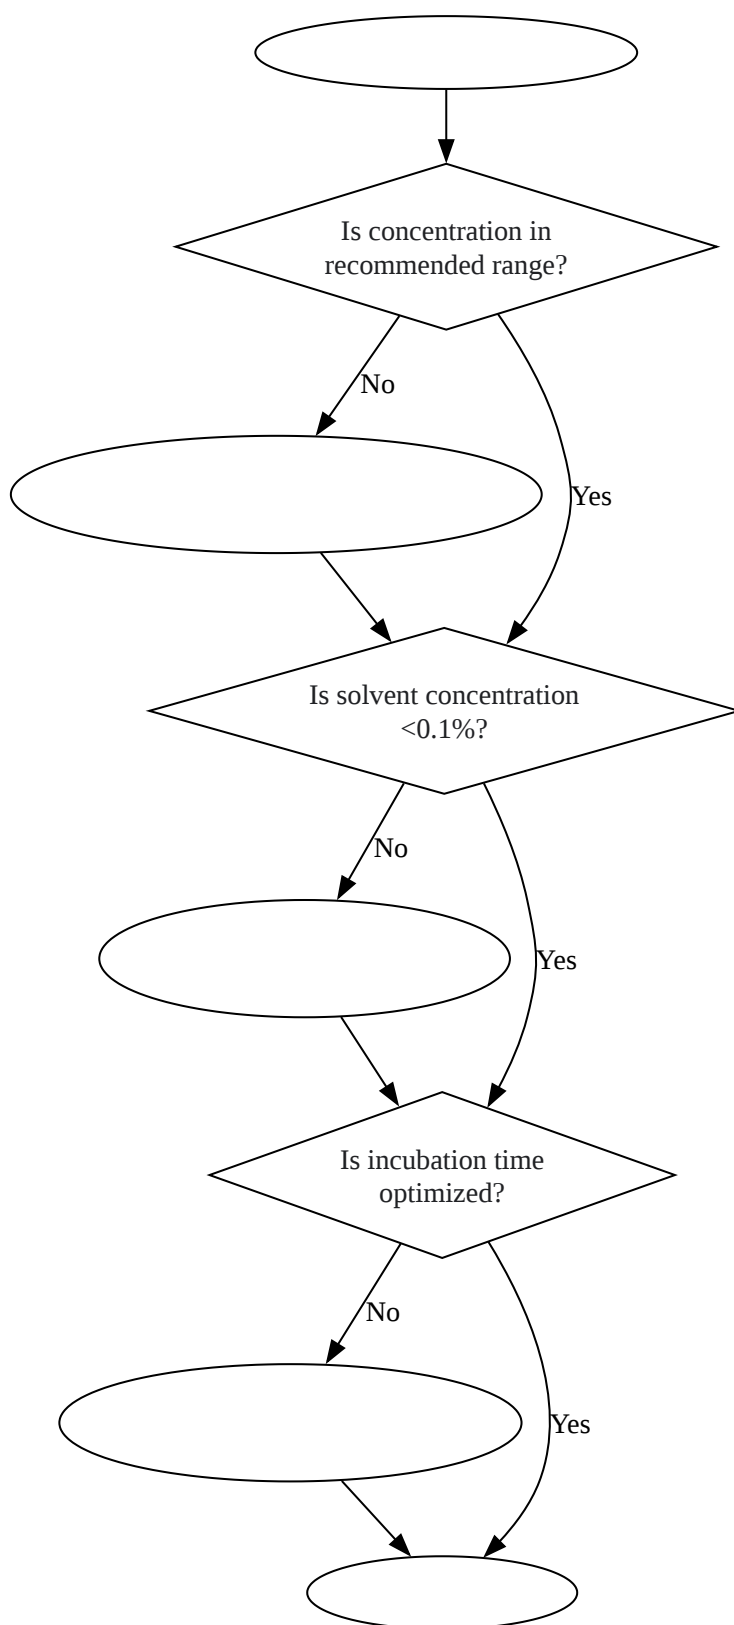 Is concentration in
recommended range?
No
Yes
Is solvent concentration
<0.1%?
No
Yes
Is incubation time
optimized?
No
Yes